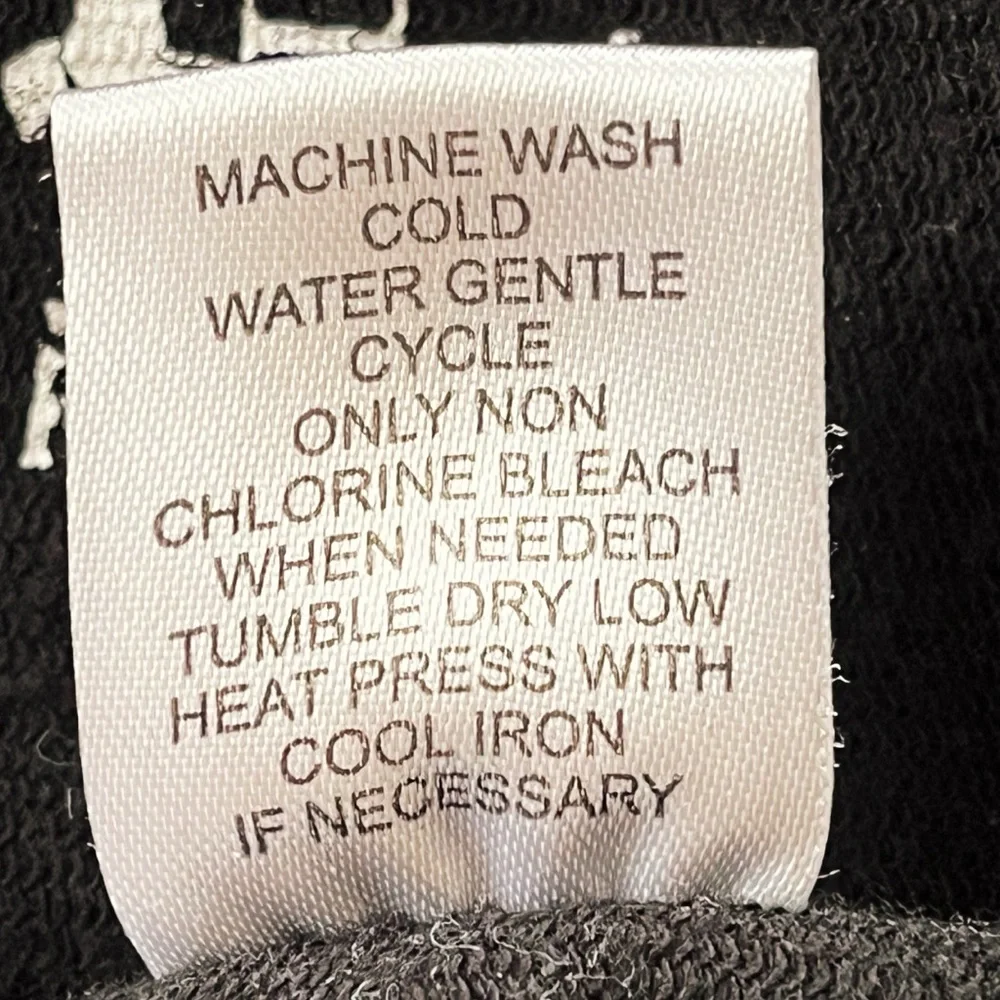 MACHINE WASH
COLD
WATER GENTLE
CYCLE
ONLY NON
CHLORINE BLEACH
WHEN NEEDED
TUMBLE DRY LOW
HEAT PRESS WITH
COOL IRON
IF NECESSARY